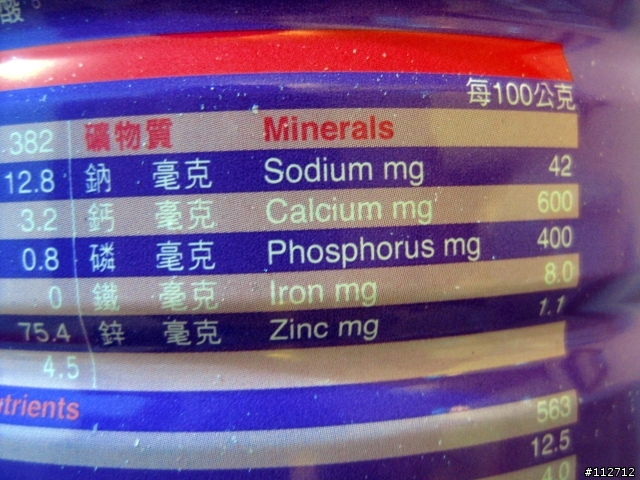 酸。
每100公克
382 礦物質 Minerals
12.8 鈉 毫克 Sodium mg 42
3.2 鈣 毫克 Calcium mg 600
0.8 磷 毫克 Phosphorus mg 400
0 鐵 毫克 Iron mg 8.0
75.4 鋅 毫克 Zinc mg 1.1
4.5
trients 563
12.5
4.0
#112712